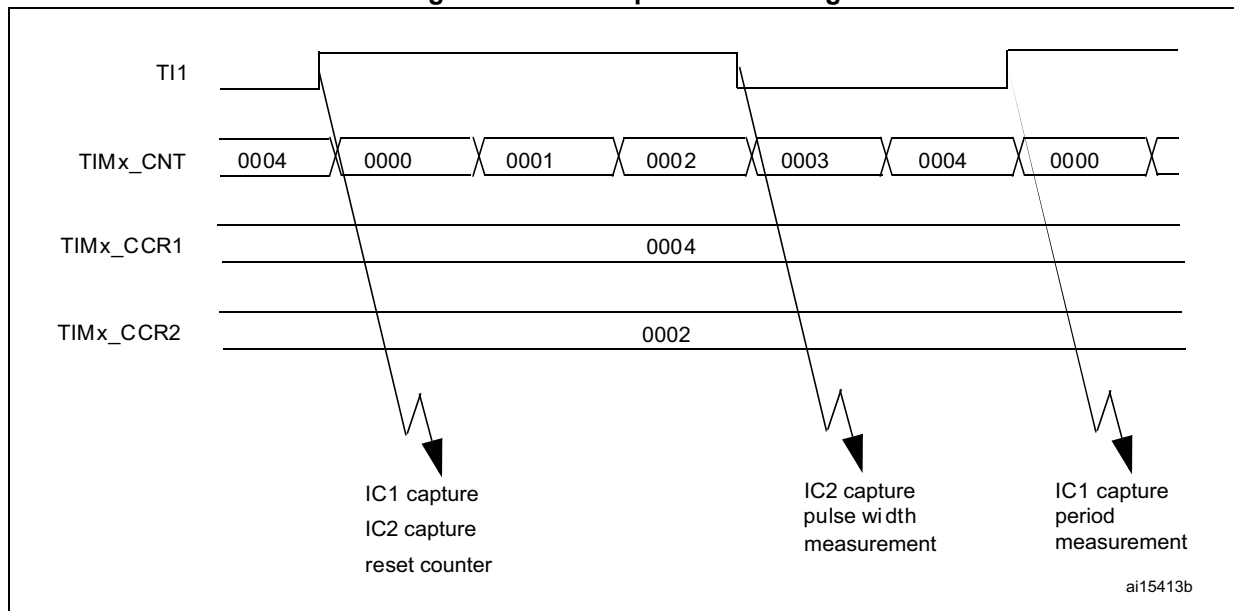 TI1
TIMx_CNT 0004 0000 0001 0002 0003 0004 0000
TIMx_CCR1 0004
TIMx_CCR2 0002
IC1 capture
IC2 capture
reset counter
IC2 capture
pulse width
measurement
IC1 capture
period
measurement
ai15413b